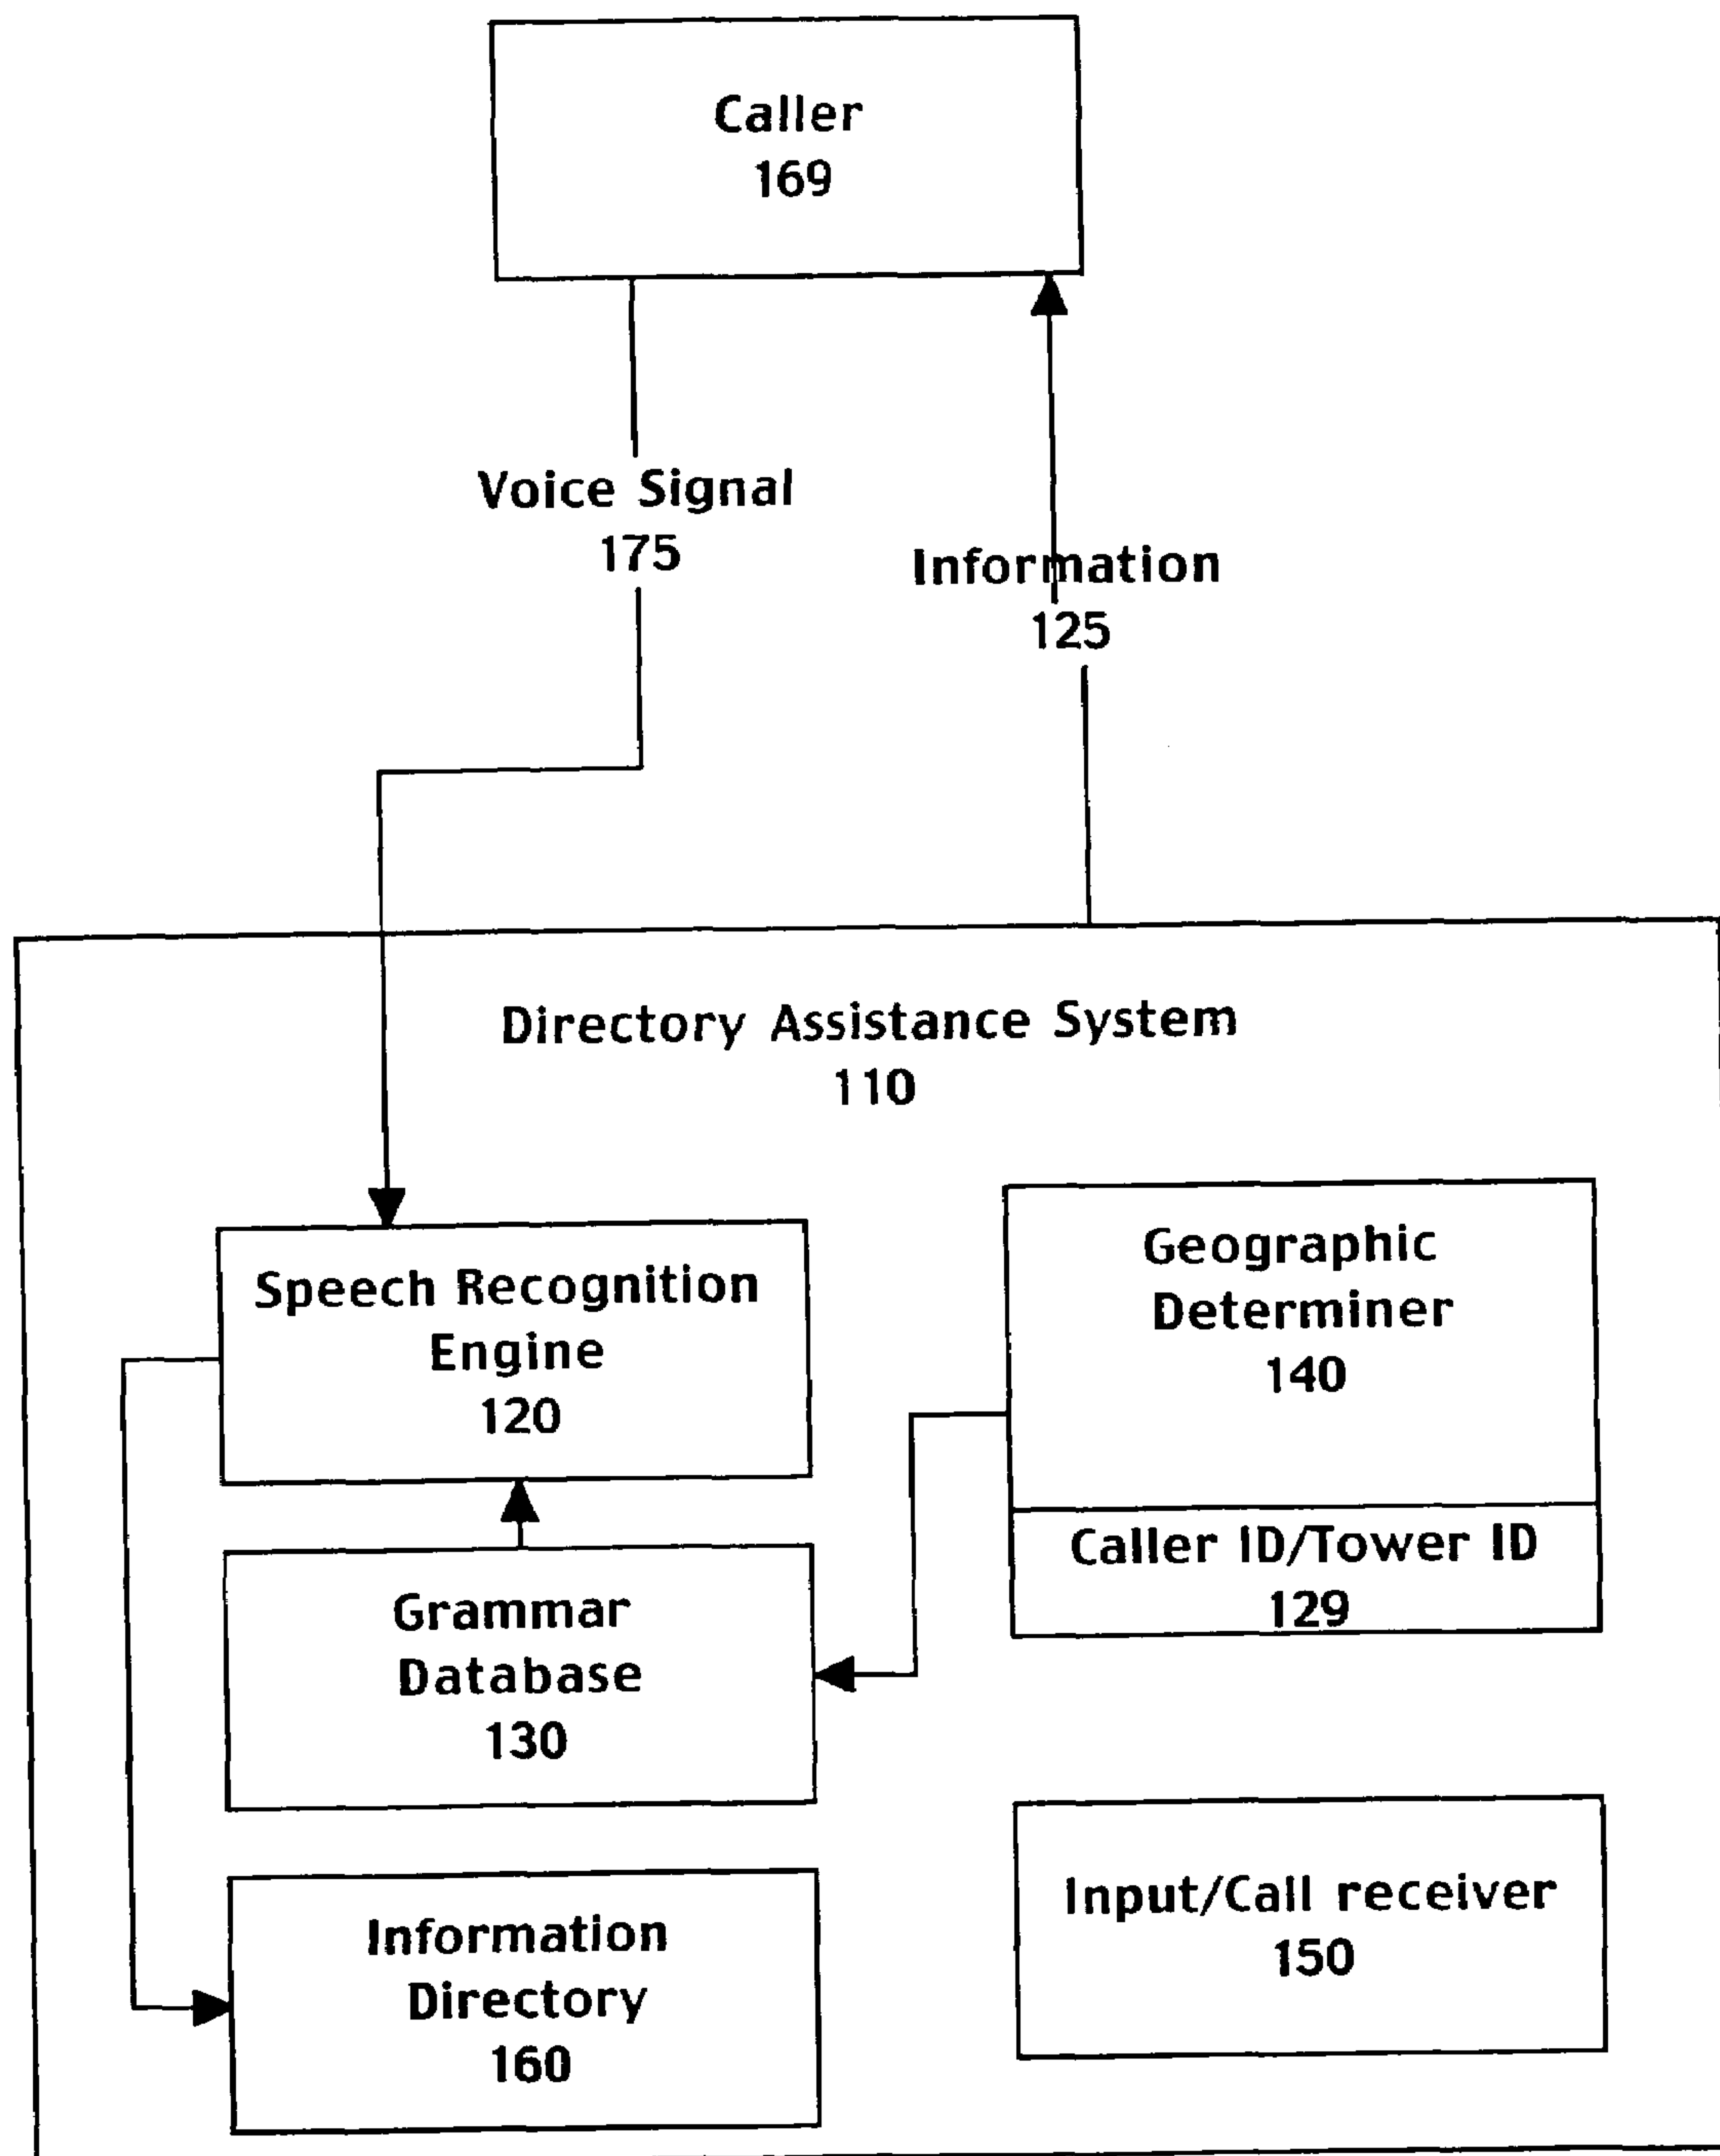 Caller
169
Voice Signal
175
Information
125
Directory Assistance System
110
Speech Recognition
Engine
120
Geographic
Determiner
140
Caller ID/Tower ID
129
Grammar
Database
130
Input/Call receiver
150
Information
Directory
160